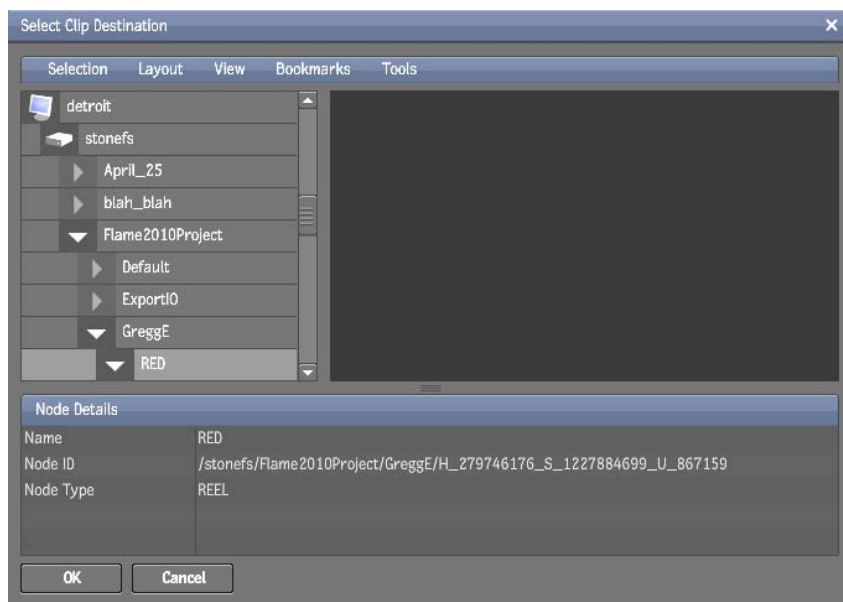 Select Clip Destination
Selection Layout View Bookmarks Tools
detroit
stonefs
April_25
blah_blah
Flame2010Project
Default
ExportIO
GreggE
RED
Node Details
Name RED
Node ID /stonefs/Flame2010Project/GreggE/H_279746176_S_1227884699_U_867159
Node Type REEL
OK Cancel